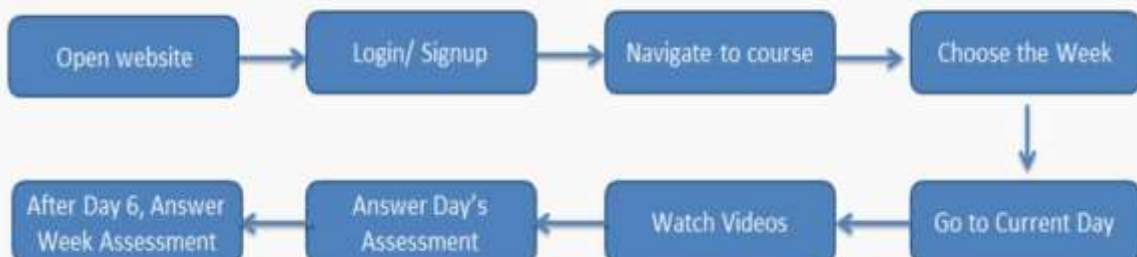 Open website
Login/ Signup
Navigate to course
Choose the Week
Go to Current Day
Watch Videos
Answer Day's
Assessment
After Day 6, Answer
Week Assessment